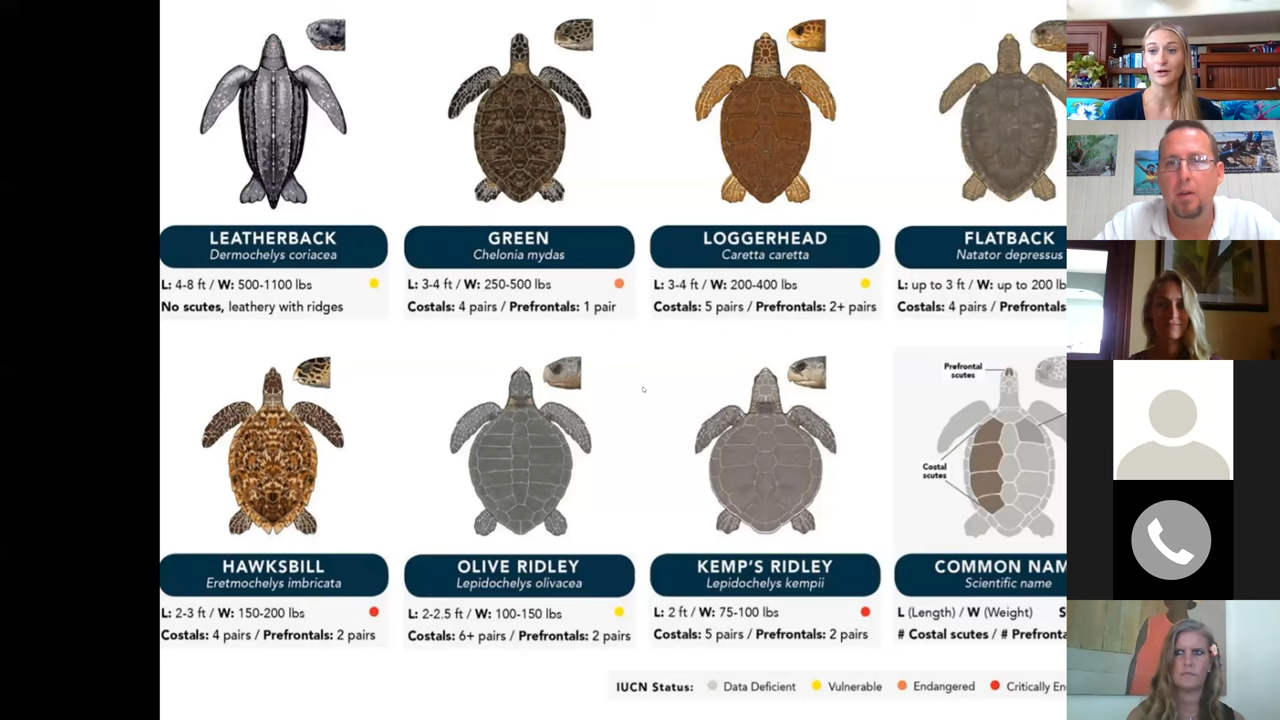 LEATHERBACK
Dermochelys coriacea
L: 4-8 ft / W: 500-1100 lbs
No scutes, leathery with ridges
GREEN
Chelonia mydas
L: 3-4 ft / W: 250-500 lbs
Costals: 4 pairs / Prefrontals: 1 pair
LOGGERHEAD
Caretta caretta
L: 3-4 ft / W: 200-400 lbs
Costals: 5 pairs / Prefrontals: 2+ pairs
FLATBACK
Natator depressus
L: up to 3 ft / W: up to 200 lb
Costals: 4 pairs / Prefronta
HAWKSBILL
Eretmochelys imbricata
L: 2-3 ft / W: 150-200 lbs
Costals: 4 pairs / Prefrontals: 2 pairs
OLIVE RIDLEY
Lepidochelys olivacea
L: 2-2.5 ft / W: 100-150 lbs
Costals: 6+ pairs / Prefrontals: 2 pairs
KEMP'S RIDLEY
Lepidochelys kempii
L: 2 ft / W: 75-100 lbs
Costals: 5 pairs / Prefrontals: 2 pairs
Prefrontal
scutes
Costal
scutes
COMMON NAM
Scientific name
L (Length) / W (Weight) S
# Costal scutes / # Prefronta
IUCN Status: Data Deficient Vulnerable Endangered Critically En